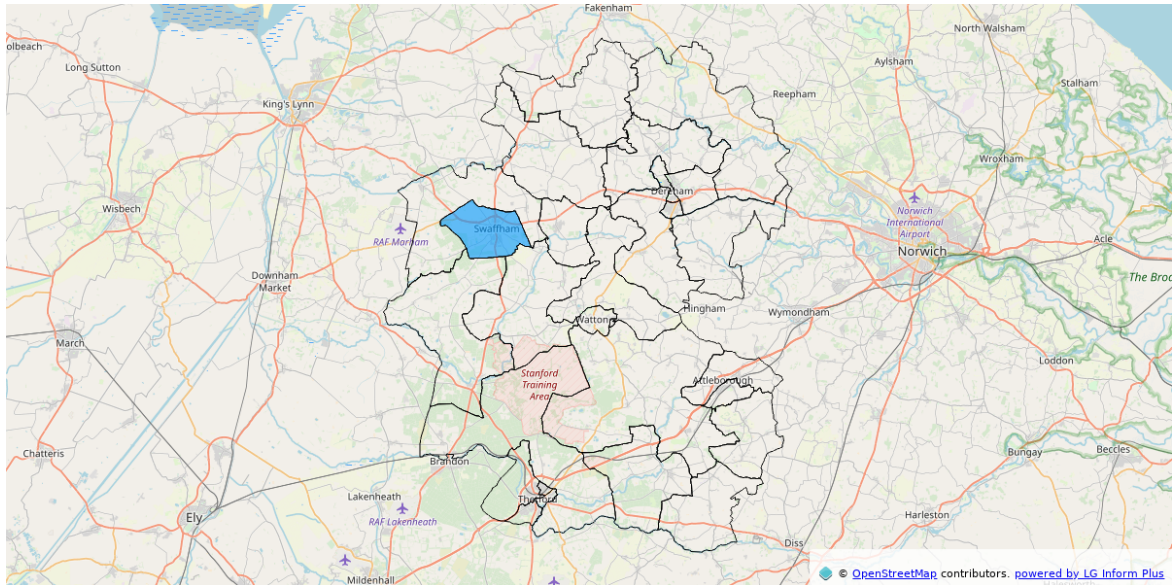 Fakenham
North Walsham
olbeach
Long Sutton
Aylsham
Stalham
Reepham
King's Lynn
Wroxham
Dereham
Wisbech
Norwich
International
Airport
Swaffham
RAF Marham
Acle
Norwich
Downham
Market
The Broa
Hingham
Wymondham
Watton
March
Loddon
Stanford
Training
Area
Attleborough
Beccles
Bungay
Chatteris
Brandon
Lakenheath
Thetford
Ely
RAF Lakenheath
Harleston
Diss
Mildenhall
© OpenStreetMap contributors. powered by LG Inform Plus